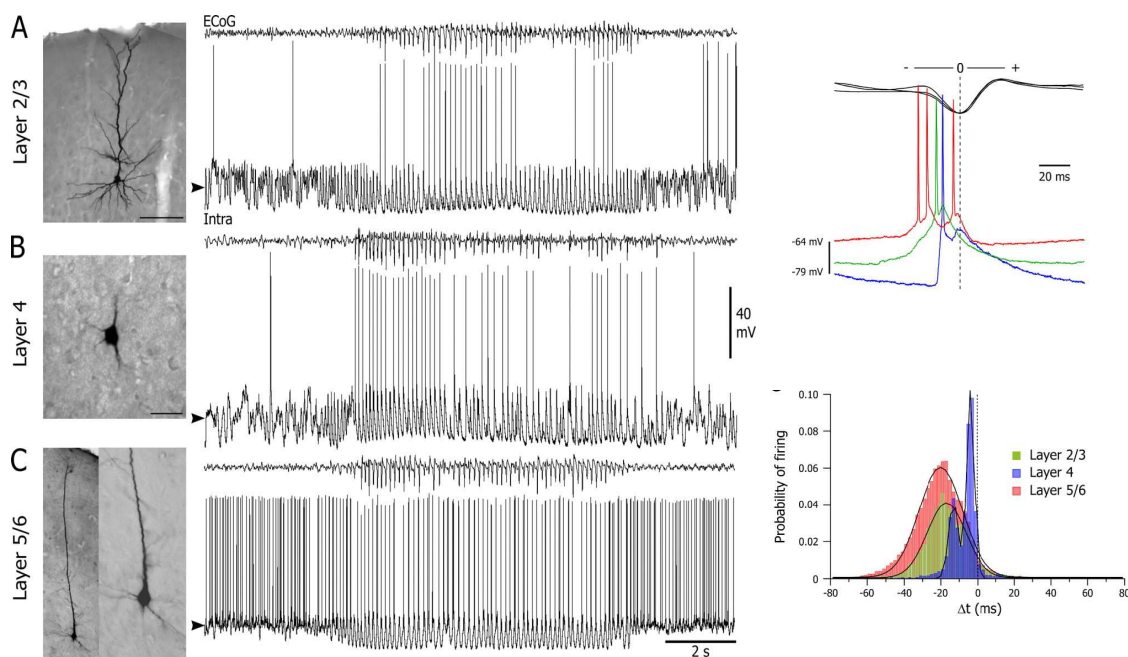 A
Layer 2/3
ECoG
Intra
B
Layer 4
40
mV
C
Layer 5/6
2 s
- 0 +
20 ms
-64 mV
-79 mV
Probability of firing
0.10
0.08
0.06
0.04
0.02
0
Layer 2/3
Layer 4
Layer 5/6
-80 -60 -40 -20 0 20 40 60 80
Δt (ms)